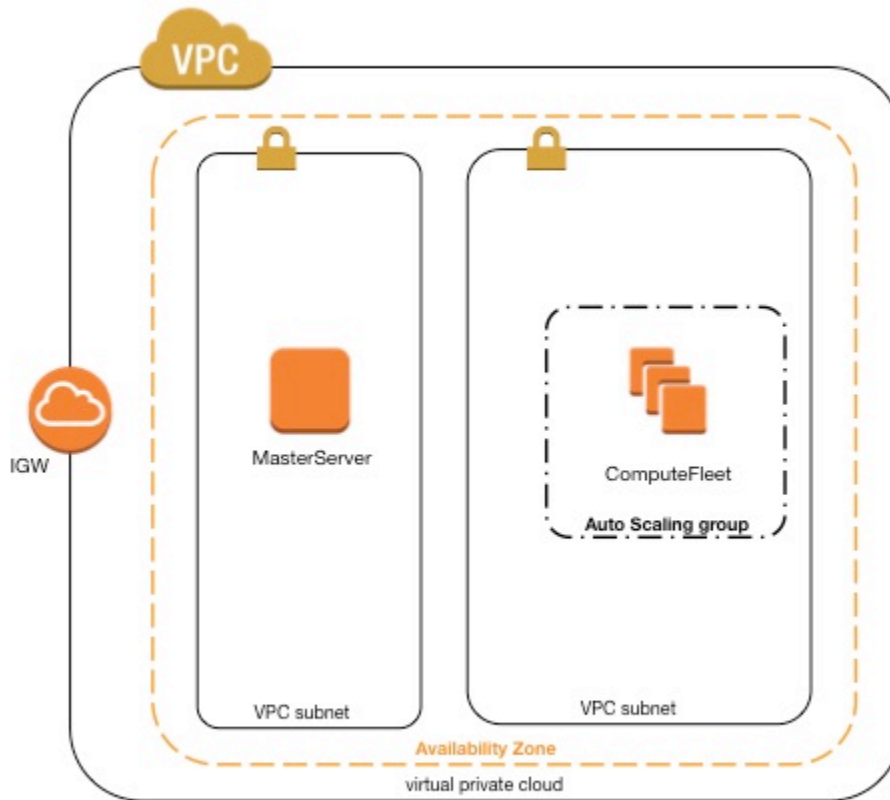 VPC
IGW
MasterServer
ComputeFleet
Auto Scaling group
VPC subnet
VPC subnet
Availability Zone
virtual private cloud